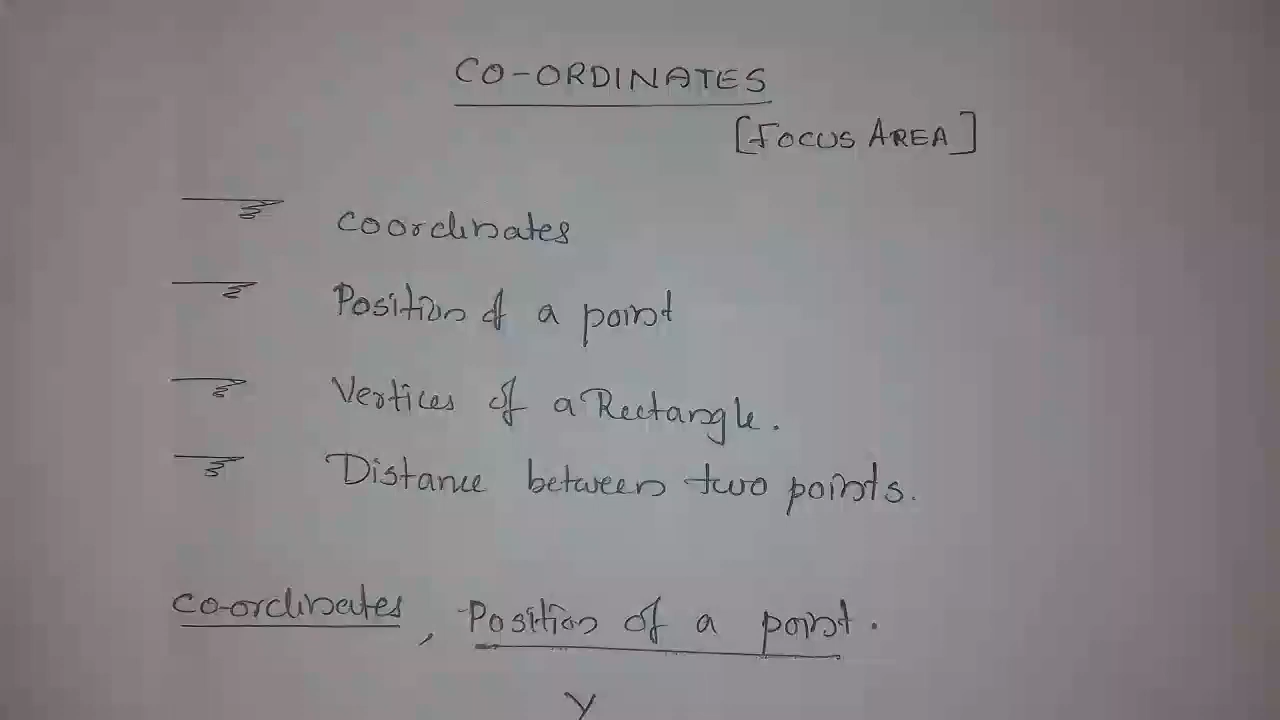 CO-ORDINATES
[FOCUS AREA]
Coordinates
Position of a point
Vertices of a Rectangle.
Distance between two points.
Co-ordinates, Position of a point.
Y